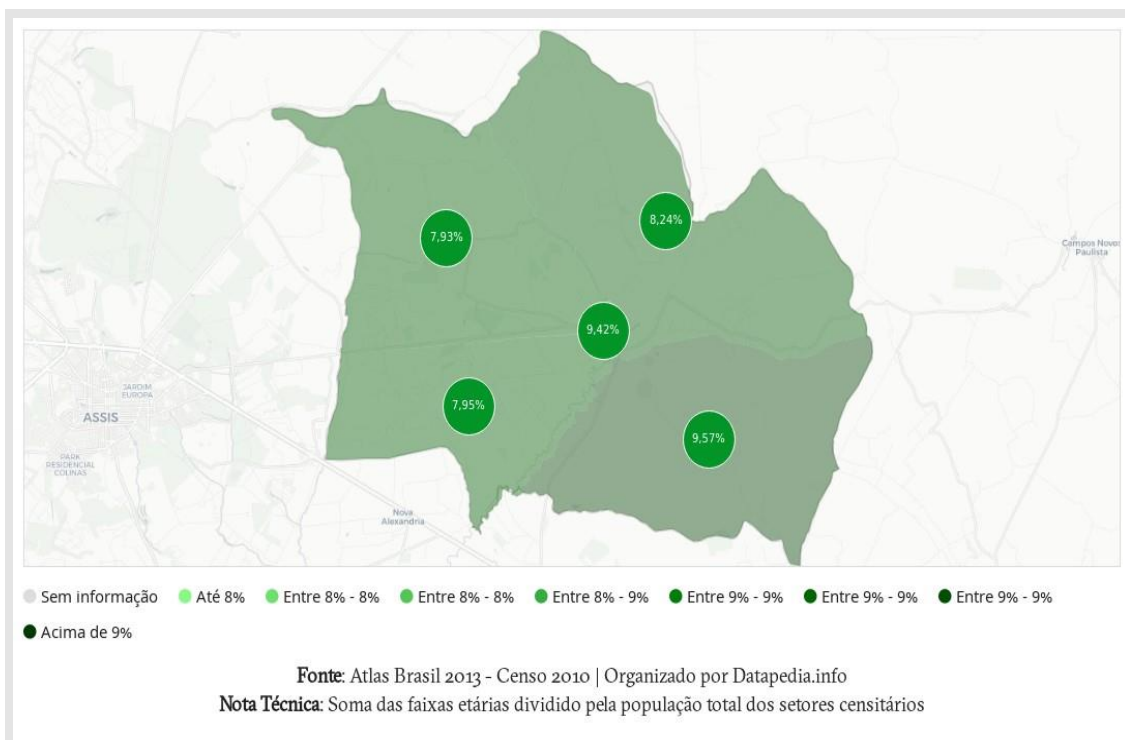 8,24%
7,93%
Campos Novos
Paulista
9,42%
JARDIM
EUROPA
7,95%
ASSIS
9,57%
PARK
RESIDENCIAL
COLINAS
Nova
Alexandria
Sem informação Até 8% Entre 8% - 8% Entre 8% - 8% Entre 8% - 9% Entre 9% - 9% Entre 9% - 9% Entre 9% - 9%
Acima de 9%
Fonte: Atlas Brasil 2013 - Censo 2010 | Organizado por Datapedia.info
Nota Técnica: Soma das faixas etárias dividido pela população total dos setores censitários